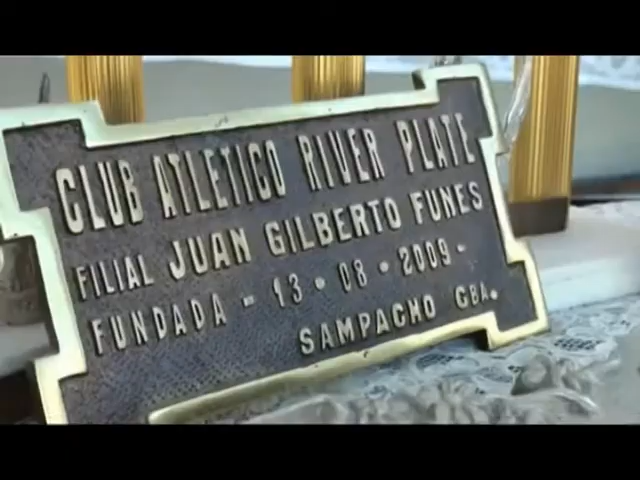 CLUB ATLETICO RIVER PLATE
FILIAL JUAN GILBERTO FUNES
FUNDADA - 13 • 08 • 2009 -
SAMPACHO CBA.